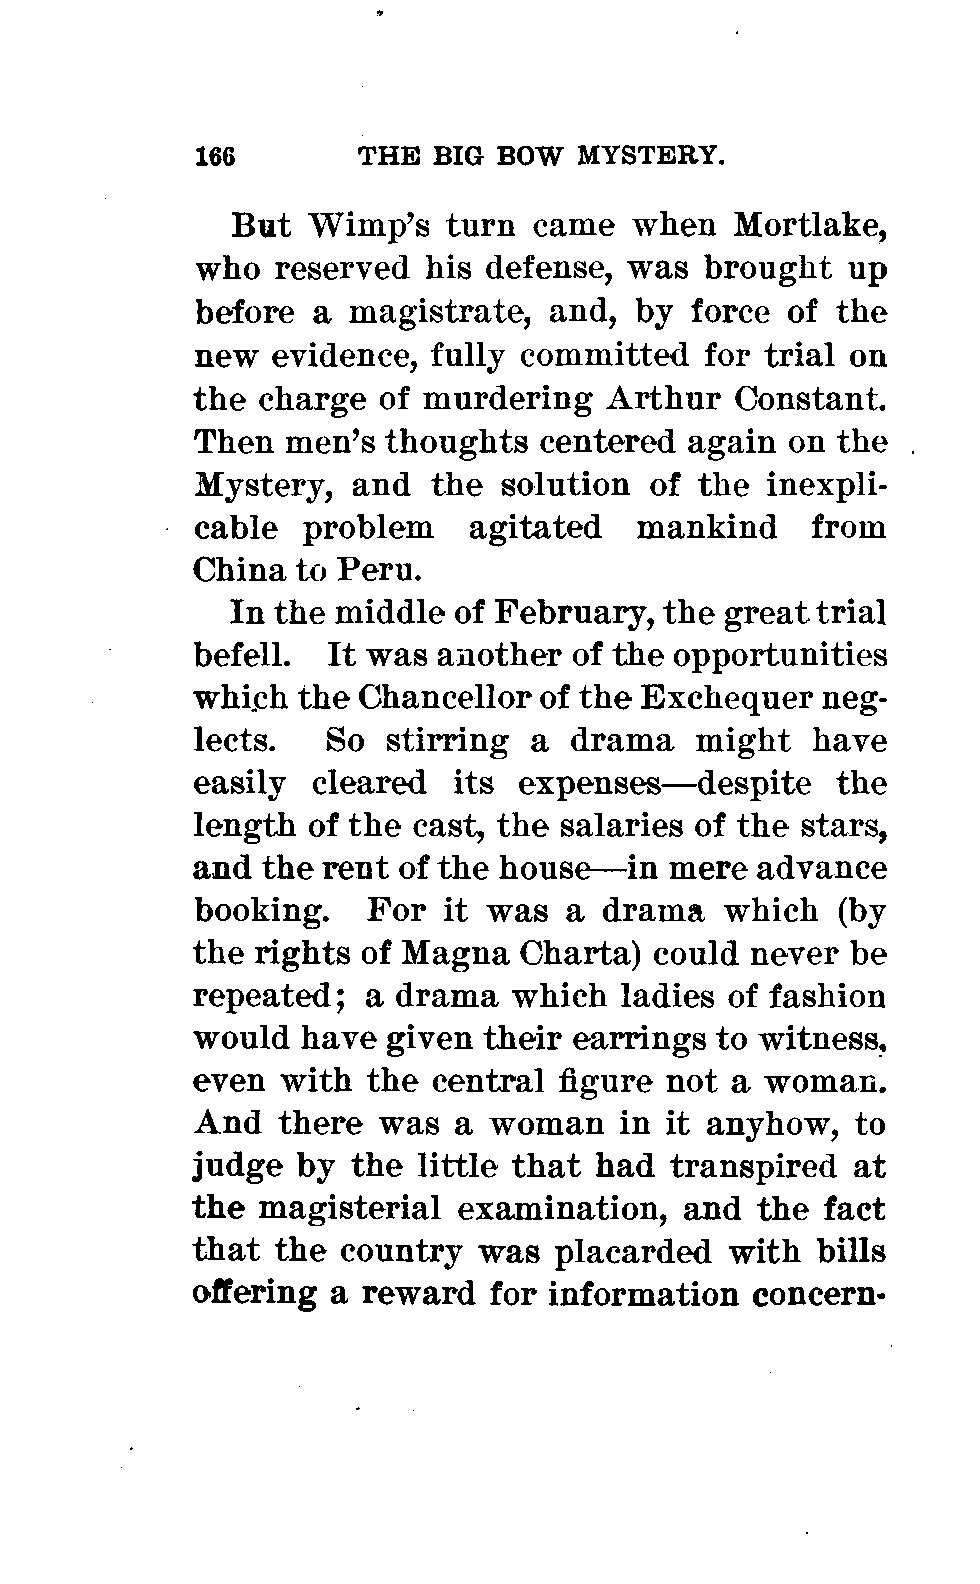 166 THE BIG BOW MYSTERY.
But Wimp's turn came when Mortlake,
who reserved his defense, was brought up
before a magistrate, and, by force of the
new evidence, fully committed for trial on
the charge of murdering Arthur Constant.
Then men's thoughts centered again on the
Mystery, and the solution of the inexpli-
cable problem agitated mankind from
China to Peru.
In the middle of February, the great trial
befell. It was another of the opportunities
which the Chancellor of the Exchequer neg-
lects. So stirring a drama might have
easily cleared its expenses—despite the
length of the cast, the salaries of the stars,
and the rent of the house—in mere advance
booking. For it was a drama which (by
the rights of Magna Charta) could never be
repeated; a drama which ladies of fashion
would have given their earrings to witness,
even with the central figure not a woman.
And there was a woman in it anyhow, to
judge by the little that had transpired at
the magisterial examination, and the fact
that the country was placarded with bills
offering a reward for information concern-